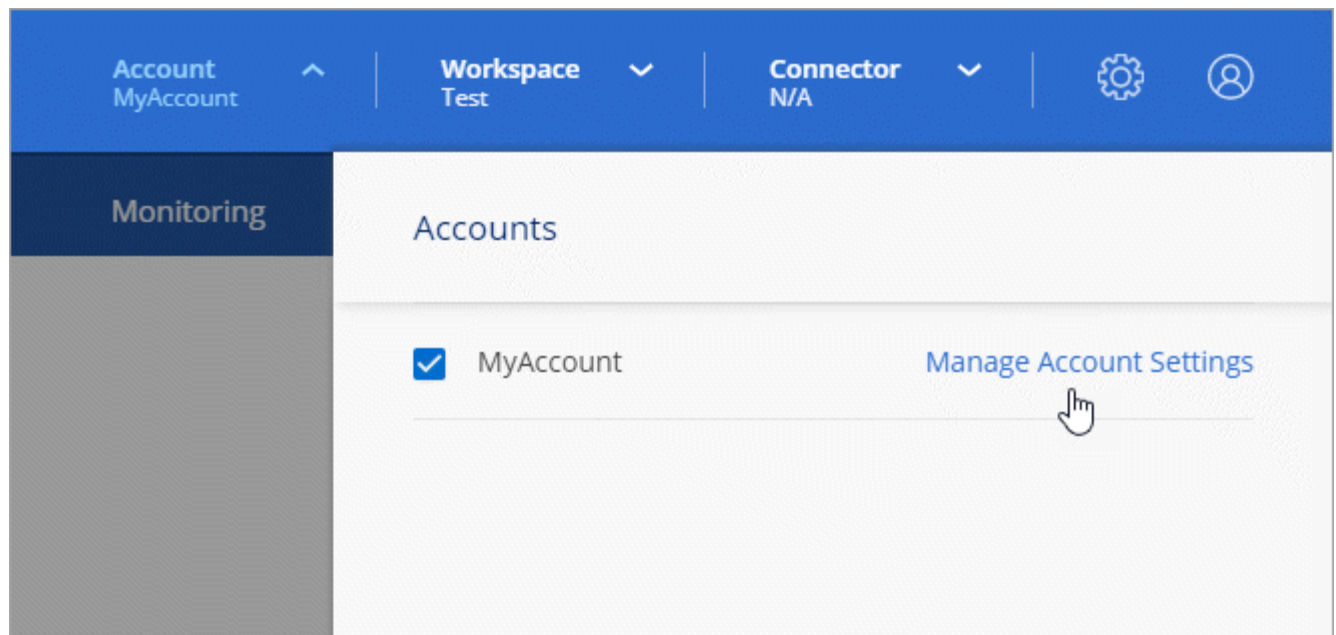 Account
MyAccount
Workspace
Test
Connector
N/A
Monitoring
Accounts
MyAccount
Manage Account Settings